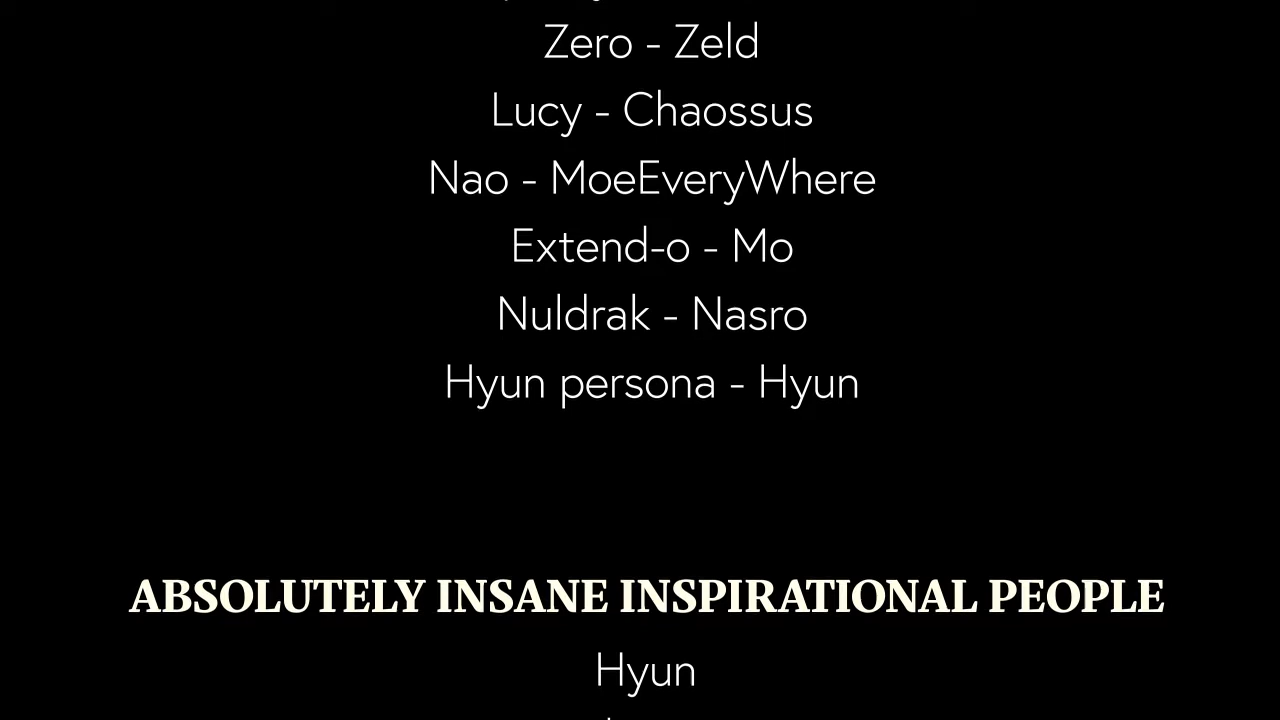 Zero - Zeld
Lucy - Chaossus
Nao - MoeEveryWhere
Extend-o - Mo
Nuldrak - Nasro
Hyun persona - Hyun
ABSOLUTELY INSANE INSPIRATIONAL PEOPLE
Hyun